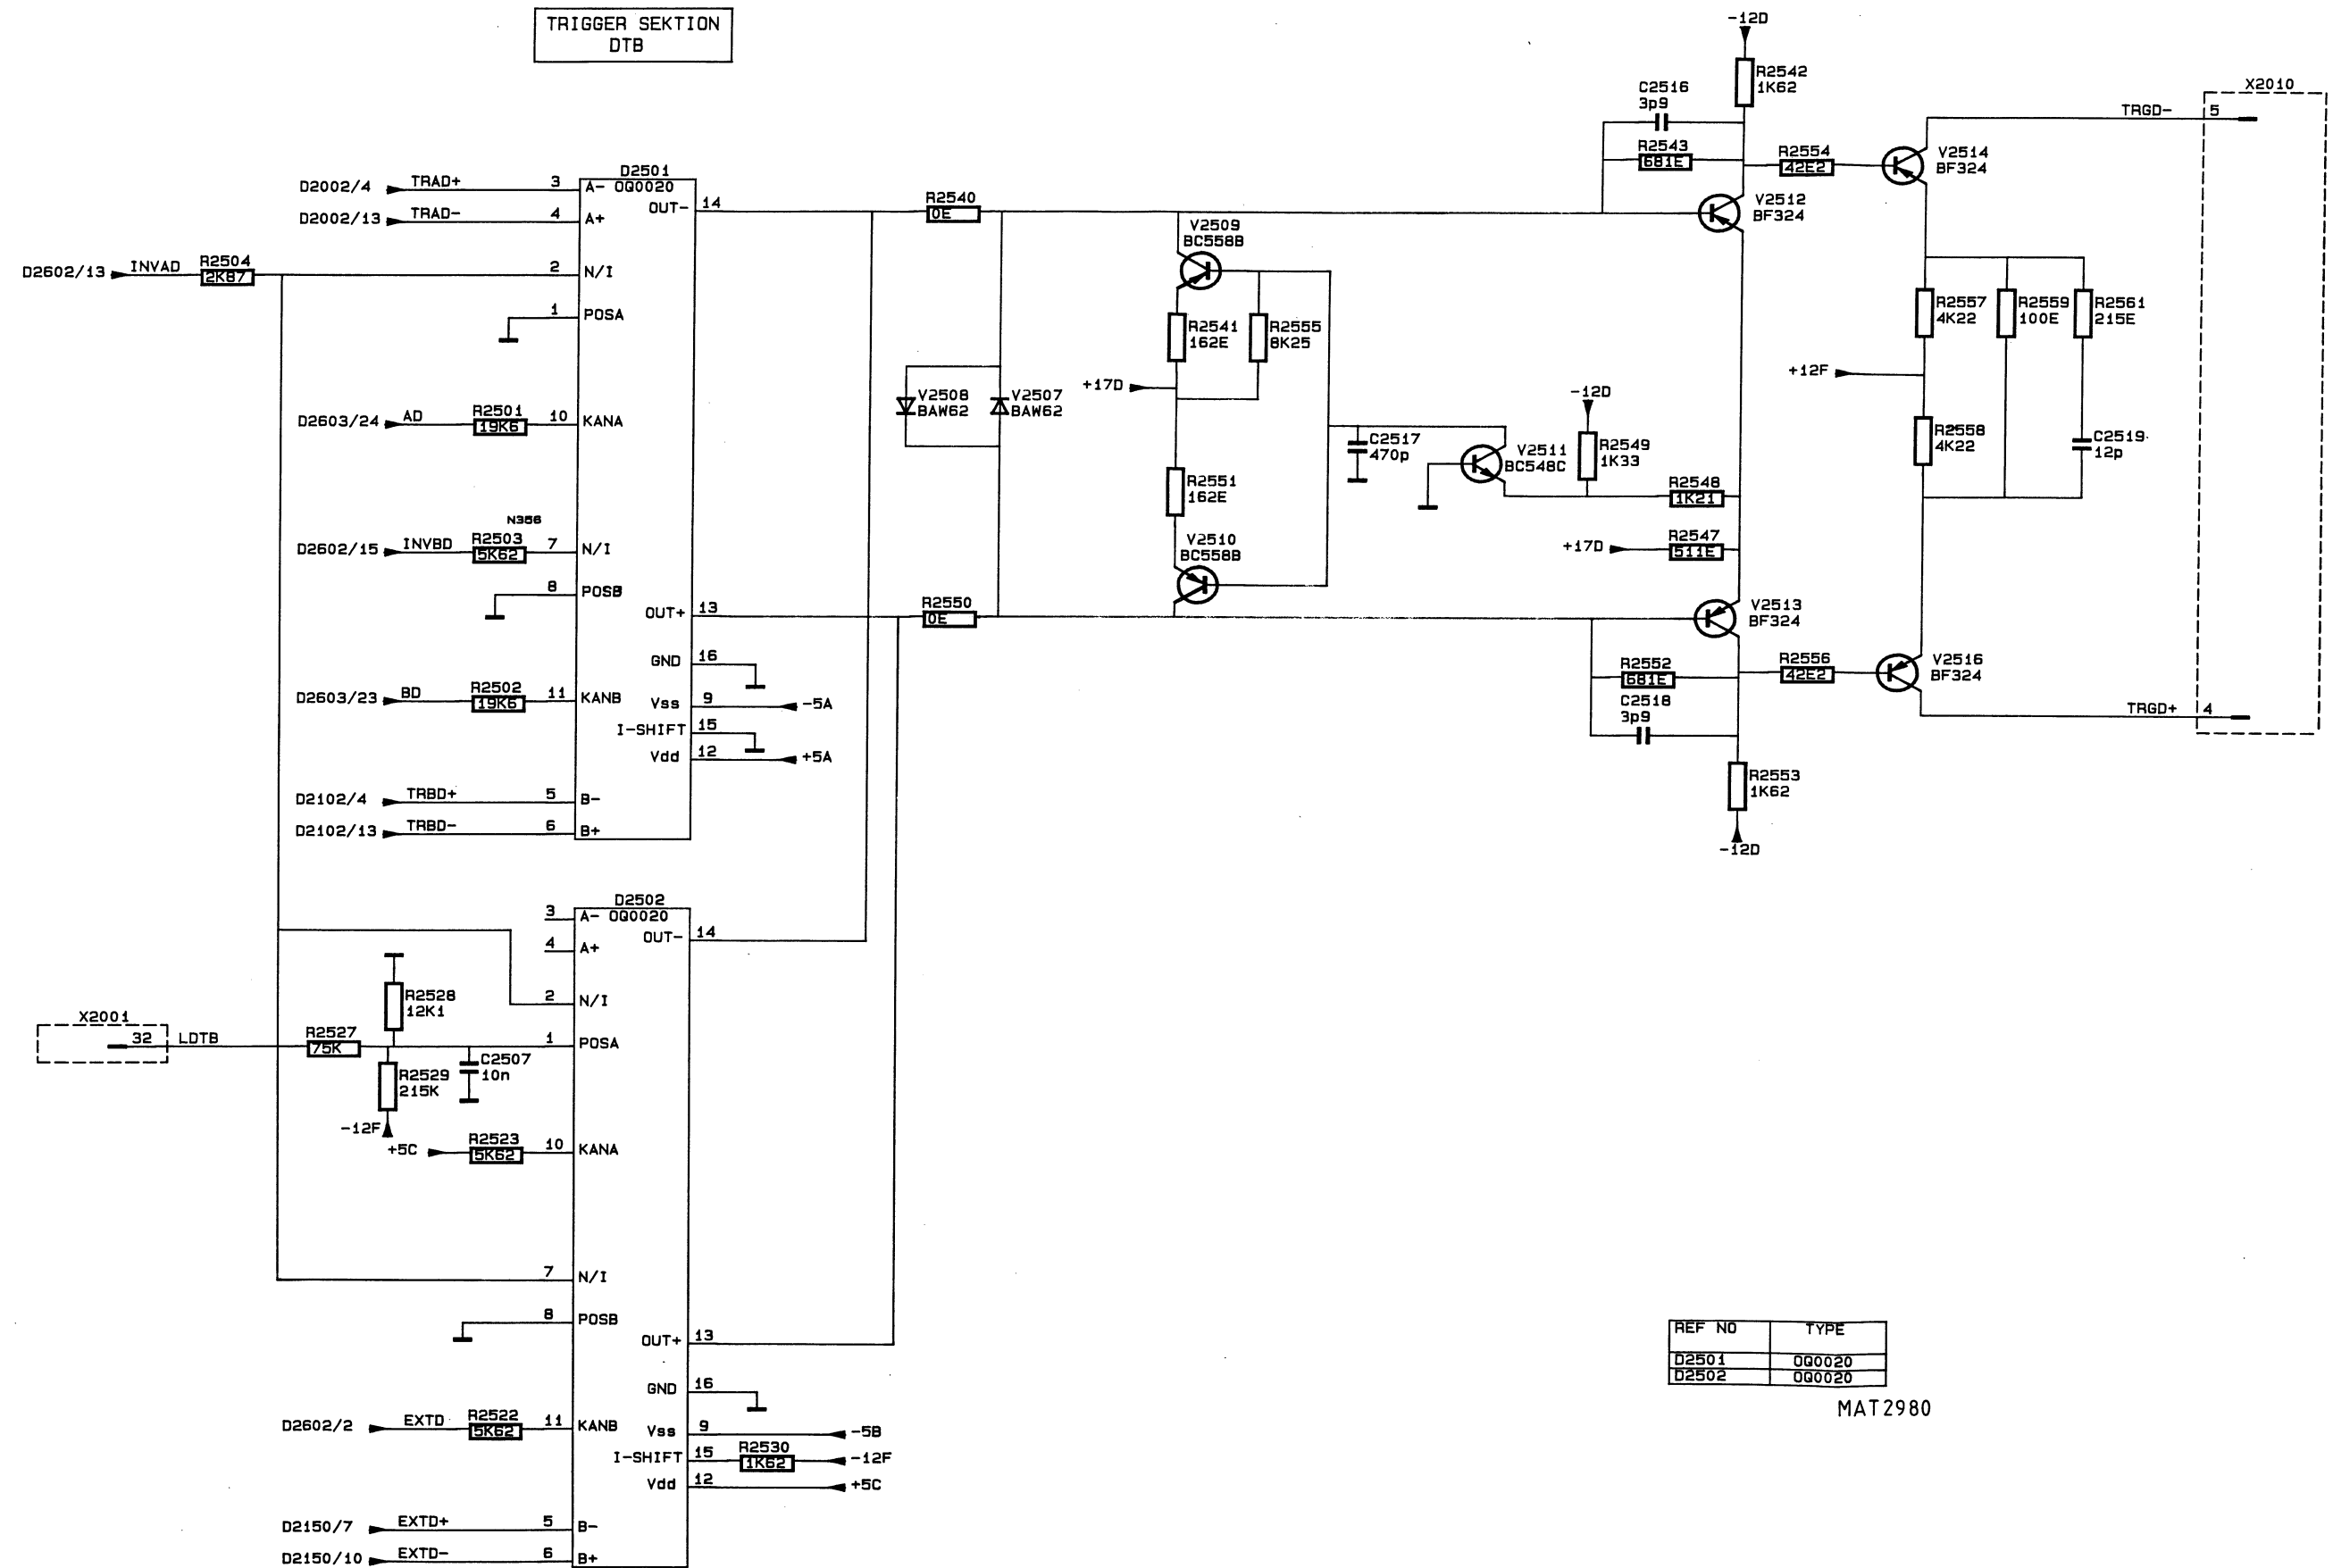 TRIGGER SEKTION
DTB
-12D
R2542
1K62
C2516
3p9
R2543
681E
R2554
42E2
V2514
BF324
V2512
BF324
TRGD-
X2010
5
D2501
D2002/4
TRAD+
3
A-
OQ0020
D2002/13
TRAD-
4
A+
OUT-
14
R2540
0E
D2602/13
INVAD
R2504
2K87
2
N/I
1
POSA
V2509
BC558B
R2541
162E
R2555
8K25
+17D
V2508
BAW62
V2507
BAW62
R2557
4K22
R2559
100E
R2561
215E
+12F
D2603/24
AD
R2501
19K6
10
KANA
-12D
C2517
470p
V2511
BC548C
R2549
1K33
R2558
4K22
C2519
12p
R2551
162E
R2548
1K21
N356
D2602/15
INVBD
R2503
5K62
7
N/I
V2510
BC558B
+17D
R2547
511E
8
POSB
OUT+
13
R2550
0E
V2513
BF324
GND
16
R2552
681E
R2556
42E2
V2516
BF324
D2603/23
BD
R2502
19K6
11
KANB
Vss
9
-5A
C2518
3p9
TRGD+
4
I-SHIFT
15
Vdd
12
+5A
R2553
1K62
D2102/4
TRBD+
5
B-
D2102/13
TRBD-
6
B+
-12D
D2502
3
A-
OQ0020
4
A+
OUT-
14
R2528
12K1
2
N/I
X2001
32
LDTB
R2527
75K
1
POSA
R2529
215K
C2507
10n
-12F
+5C
R2523
5K62
10
KANA
7
N/I
8
POSB
OUT+
13
GND
16
D2602/2
EXTD
R2522
5K62
11
KANB
Vss
9
-5B
I-SHIFT
15
R2530
1K62
-12F
Vdd
12
+5C
D2150/7
EXTD+
5
B-
D2150/10
EXTD-
6
B+
REF NO TYPE
D2501 OQ0020
D2502 OQ0020
MAT2980